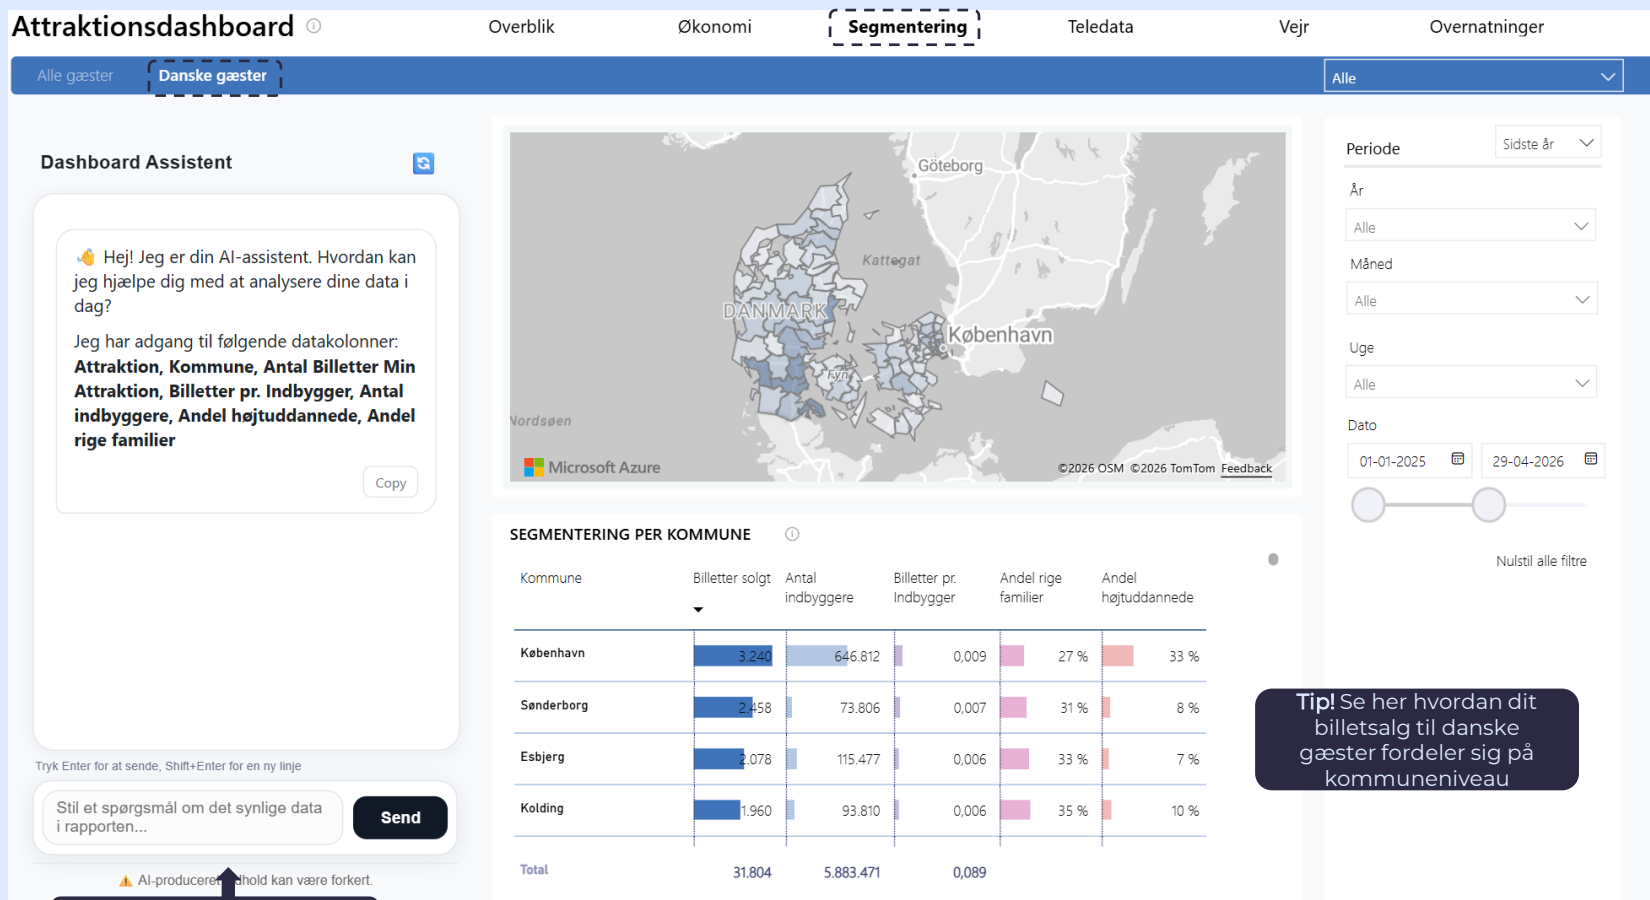 Attraktionsdashboard
Overblik
Økonomi
Segmentering
Teledata
Vejr
Overnatninger
Alle gæster
Danske gæster
Alle
Dashboard Assistent
👋 Hej! Jeg er din AI-assistent. Hvordan kan
jeg hjælpe dig med at analysere dine data i
dag?
Jeg har adgang til følgende datakolonner:
Attraktion, Kommune, Antal Billetter Min
Attraktion, Billetter pr. Indbygger, Antal
indbyggere, Andel højtuddannede, Andel
rige familier
Copy
Tryk Enter for at sende, Shift+Enter for en ny linje
Stil et spørgsmål om det synlige data
i rapporten...
Send
⚠️ AI-produceret indhold kan være forkert.
Göteborg
Kattegat
DANMARK
København
Fyn
Nordsøen
Microsoft Azure
©2026 OSM ©2026 TomTom Feedback
SEGMENTERING PER KOMMUNE
Kommune
Billetter solgt
Antal
indbyggere
Billetter pr.
Indbygger
Andel rige
familier
Andel
højtuddannede
København 3.240 646.812 0,009 27 % 33 %
Sønderborg 2.458 73.806 0,007 31 % 8 %
Esbjerg 2.078 115.477 0,006 33 % 7 %
Kolding 1.960 93.810 0,006 35 % 10 %
Total 31.804 5.883.471 0,089
Periode
Sidste år
År
Alle
Måned
Alle
Uge
Alle
Dato
01-01-2025
29-04-2026
Nulstil alle filtre
Tip! Se her hvordan dit
billetsalg til danske
gæster fordeler sig på
kommuneniveau